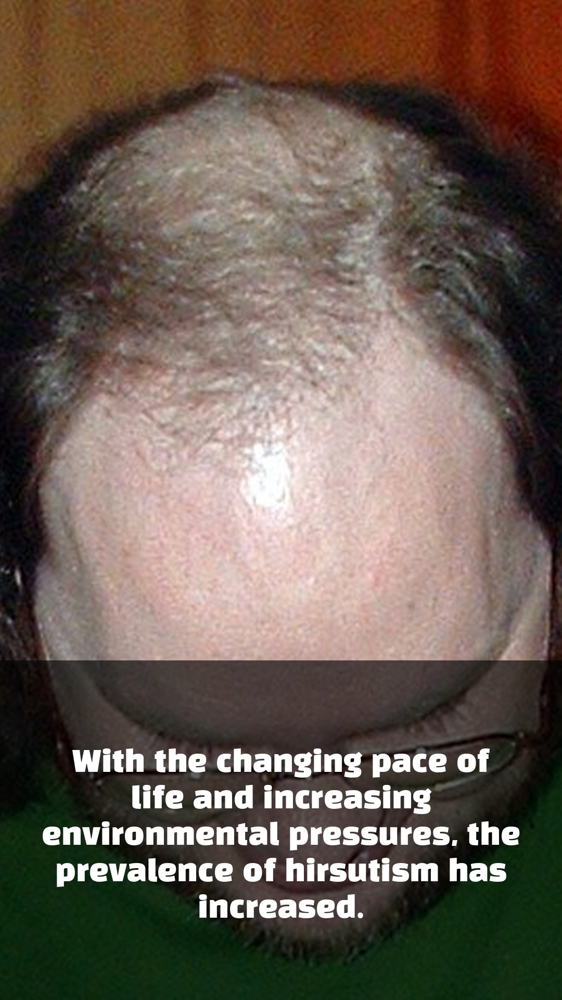 With the changing pace of
life and increasing
environmental pressures, the
prevalence of hirsutism has
increased.